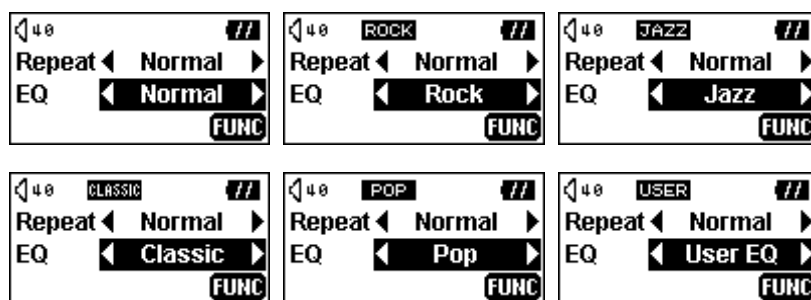 40
Repeat Normal
EQ Normal
FUNC
40 ROCK
Repeat Normal
EQ Rock
FUNC
40 JAZZ
Repeat Normal
EQ Jazz
FUNC
40 CLASSIC
Repeat Normal
EQ Classic
FUNC
40 POP
Repeat Normal
EQ Pop
FUNC
40 USER
Repeat Normal
EQ User EQ
FUNC